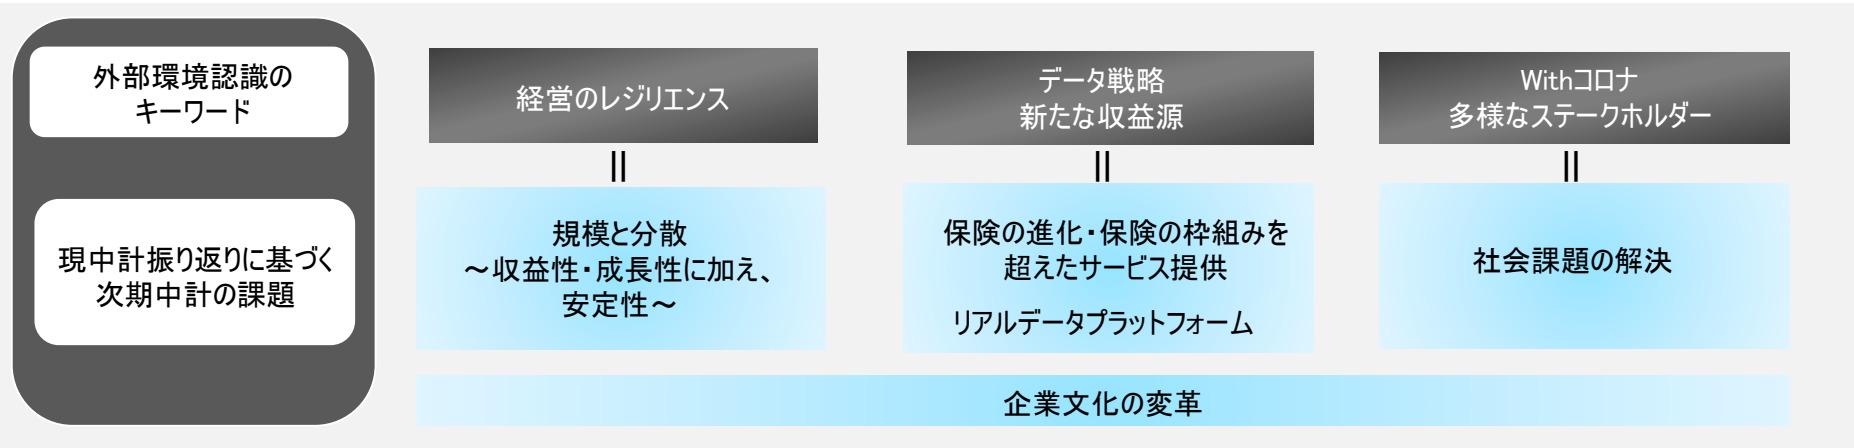 外部環境認識の
キーワード
経営のレジリエンス
データ戦略
新たな収益源
Withコロナ
多様なステークホルダー
||
||
||
現中計振り返りに基づく
次期中計の課題
規模と分散
～収益性・成長性に加え、
安定性～
保険の進化・保険の枠組みを
超えたサービス提供
リアルデータプラットフォーム
社会課題の解決
企業文化の変革